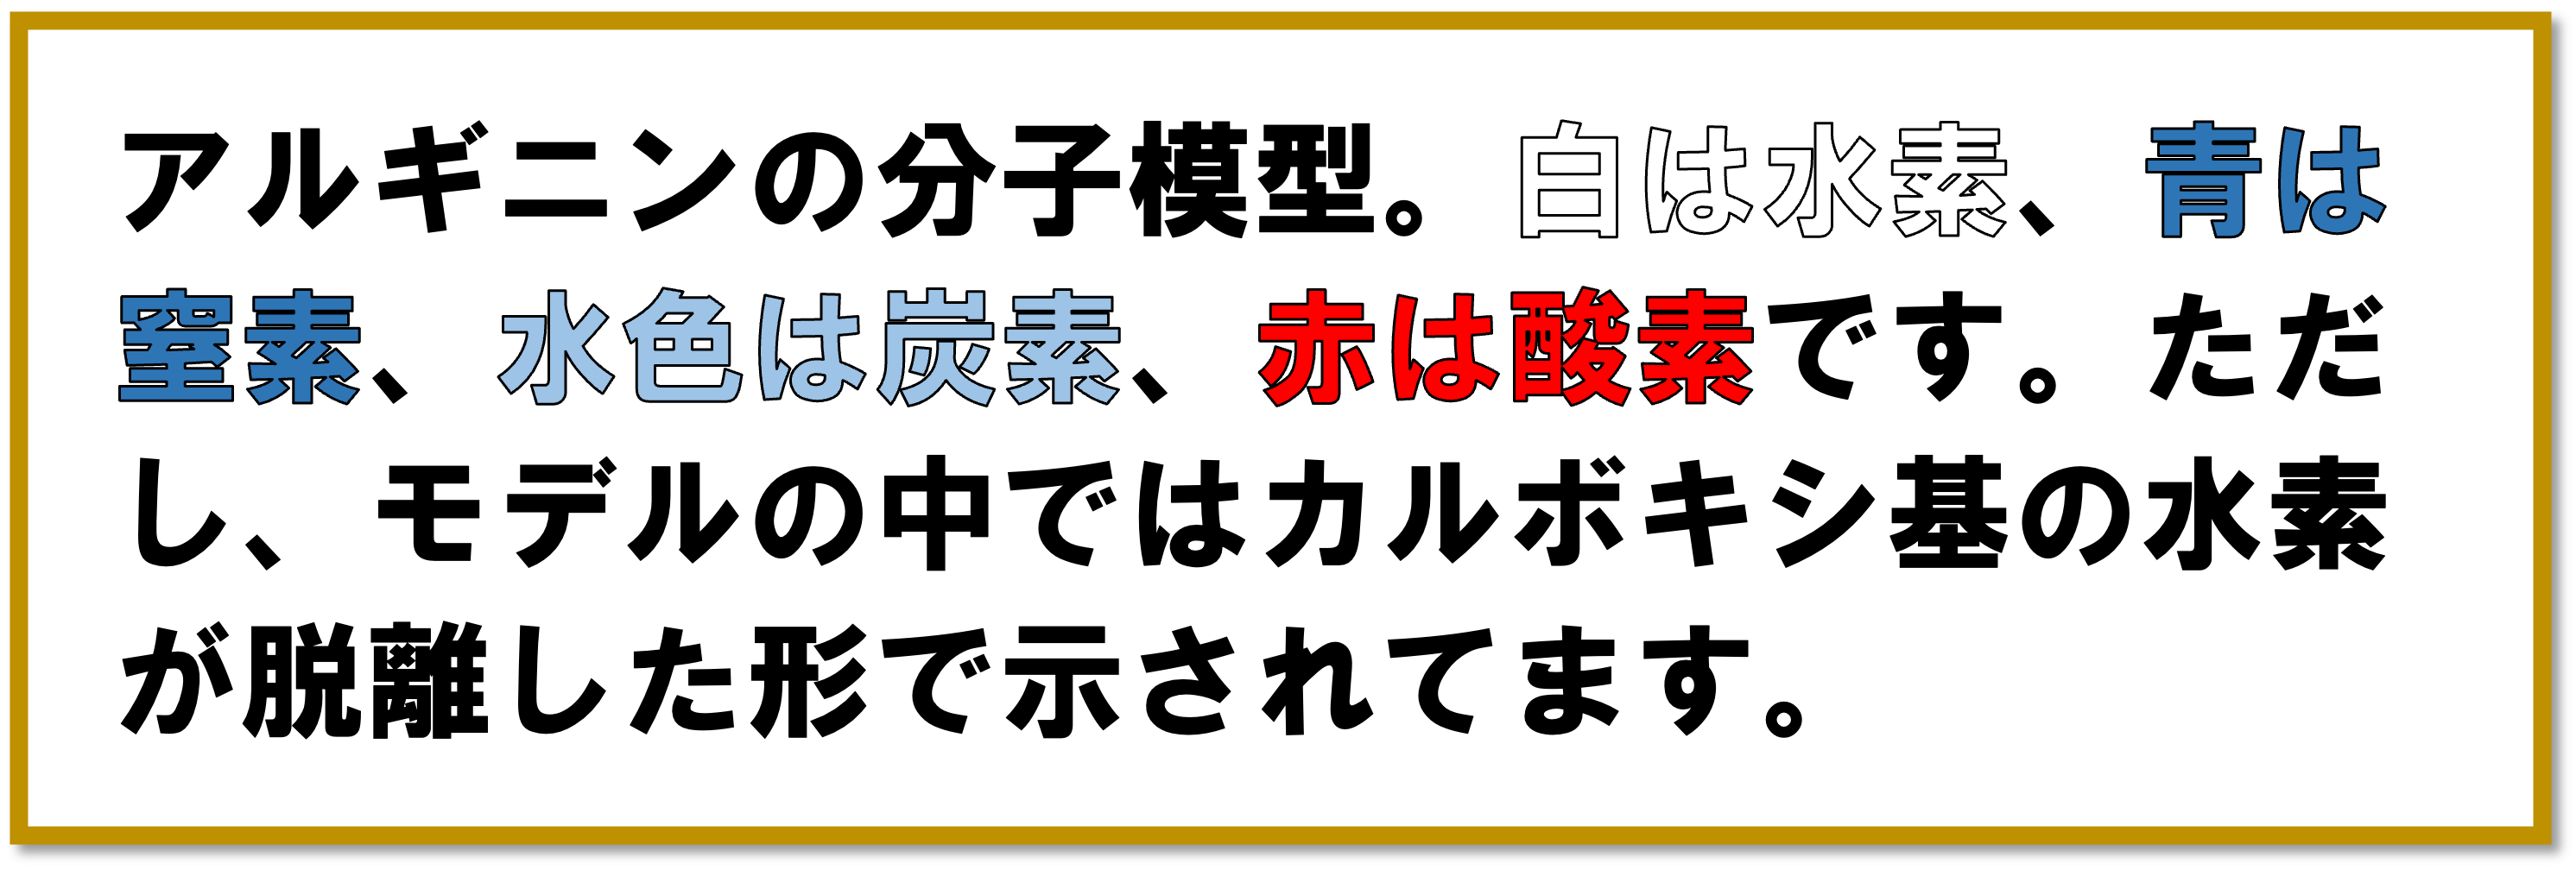 アルギニンの分子模型。白は水素、青は
窒素、水色は炭素、赤は酸素です。ただ
し、モデルの中ではカルボキシ基の水素
が脱離した形で示されてます。